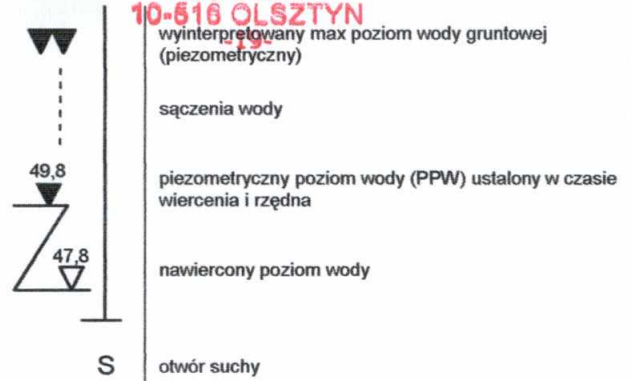 10-516 OLSZTYN
-19-
wyinterpretowany max poziom wody gruntowej
(piezometryczny)
sączenia wody
49,8
piezometryczny poziom wody (PPW) ustalony w czasie
wiercenia i rzędna
47,8
nawiercony poziom wody
S
otwór suchy